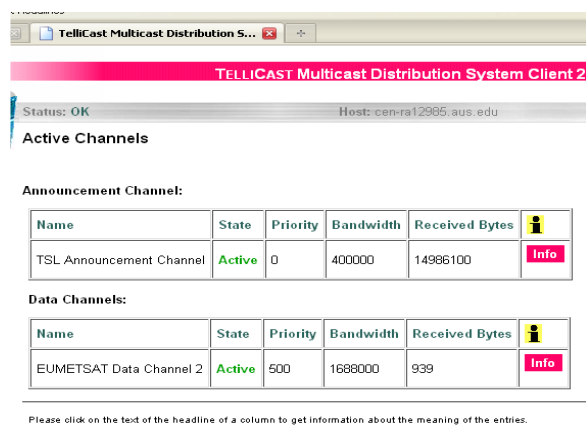 TelliCast Multicast Distribution S...
TELLICAST Multicast Distribution System Client 2
Status: OK Host: cen-ra12985.aus.edu
Active Channels
Announcement Channel:
Name State Priority Bandwidth Received Bytes i
TSL Announcement Channel Active 0 400000 14986100 Info
Data Channels:
Name State Priority Bandwidth Received Bytes i
EUMETSAT Data Channel 2 Active 500 1688000 939 Info
Please click on the text of the headline of a column to get information about the meaning of the entries.